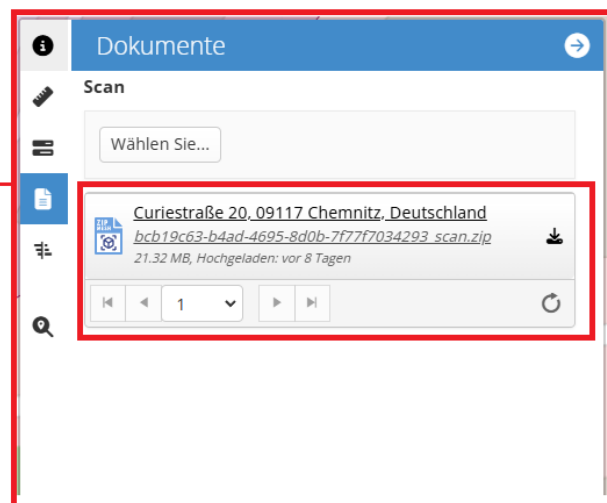 Dokumente
Scan
Wählen Sie...
Curiestraße 20, 09117 Chemnitz, Deutschland
bcb19c63-b4ad-4695-8d0b-7f77f7034293_scan.zip
21.32 MB, Hochgeladen: vor 8 Tagen
1